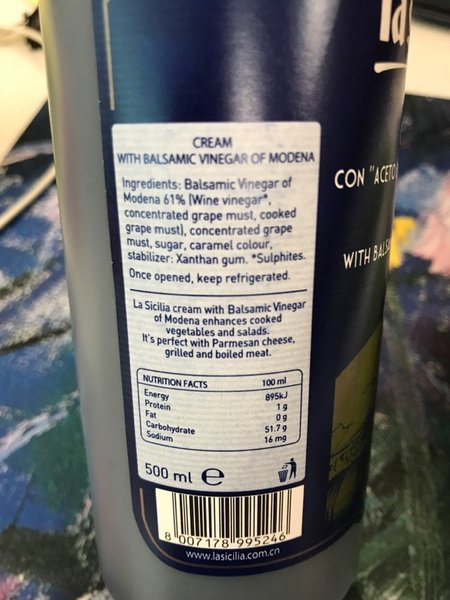 la
CREAM
WITH BALSAMIC VINEGAR OF MODENA
Ingredients: Balsamic Vinegar of
Modena 61% (Wine vinegar*,
concentrated grape must, cooked
grape must), concentrated grape
must, sugar, caramel colour,
stabilizer: Xanthan gum. *Sulphites.
Once opened, keep refrigerated.
La Sicilia cream with Balsamic Vinegar
of Modena enhances cooked
vegetables and salads.
It's perfect with Parmesan cheese,
grilled and boiled meat.
NUTRITION FACTS 100 ml
Energy 895kJ
Protein 1 g
Fat 0 g
Carbohydrate 51.7 g
Sodium 16 mg
500 ml e
8 007178 995246
www.lasicilia.com.cn
CON "ACETO
WITH BALS